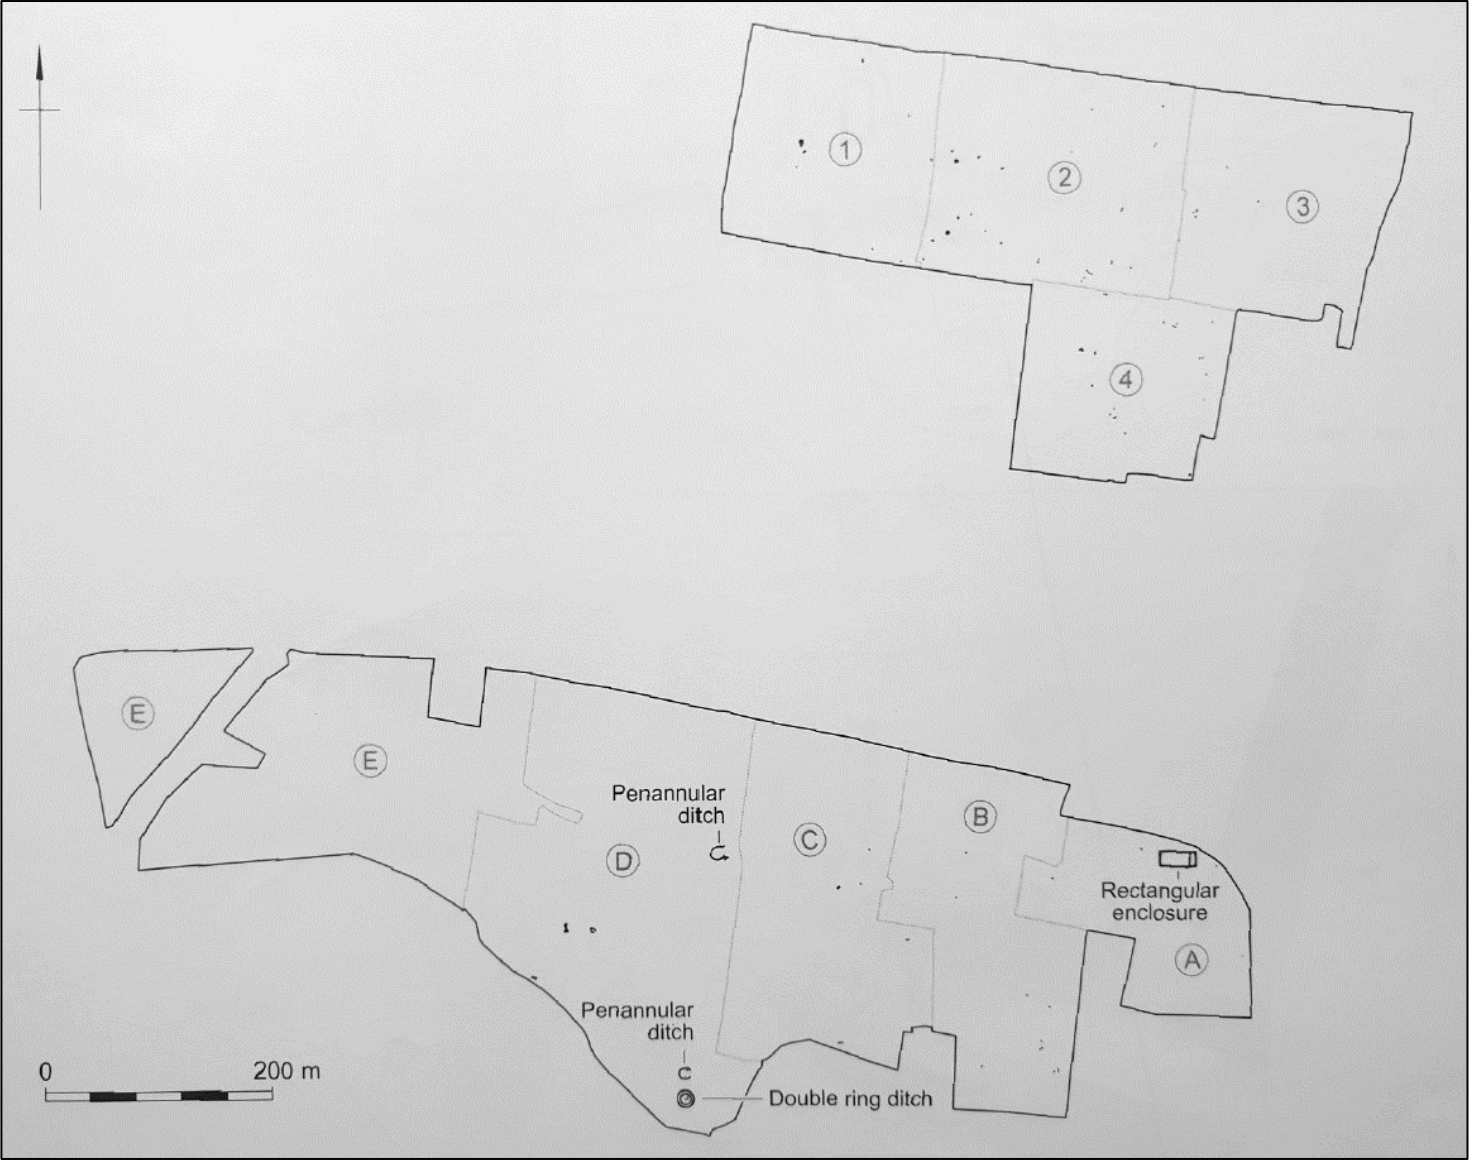 1
2
3
4
E
E
Penannular
ditch
B
C
D
Rectangular
enclosure
A
Penannular
ditch
0 200 m
Double ring ditch